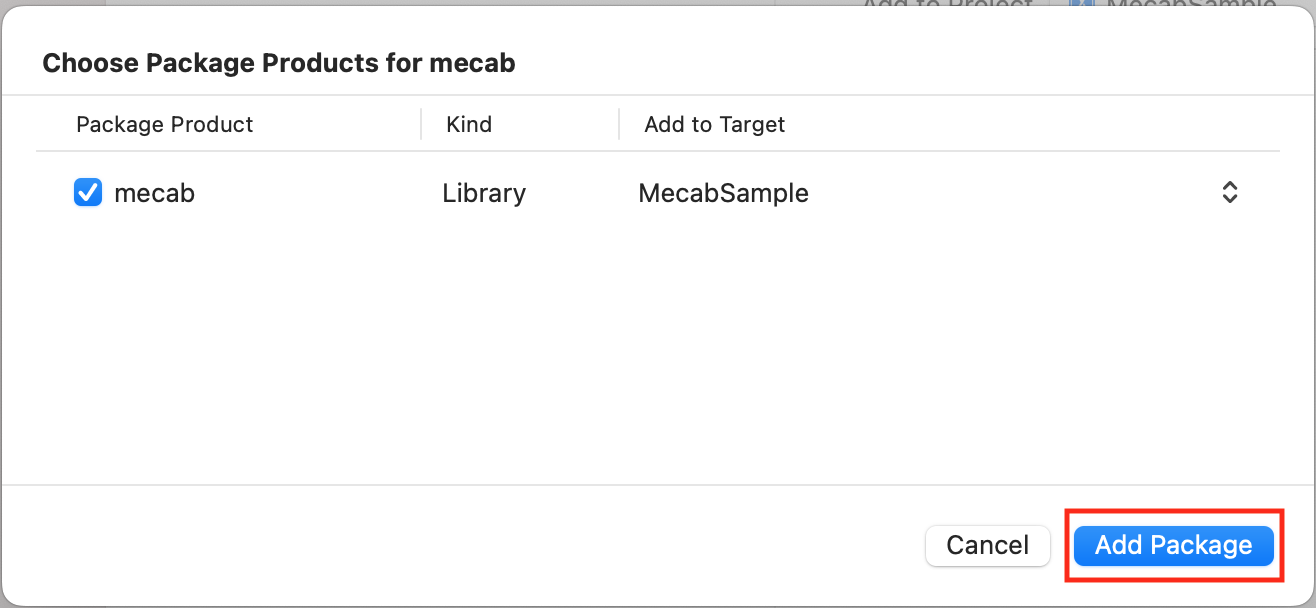 Add to Project MecabSample
Choose Package Products for mecab
Package Product Kind Add to Target
mecab Library MecabSample
Cancel Add Package